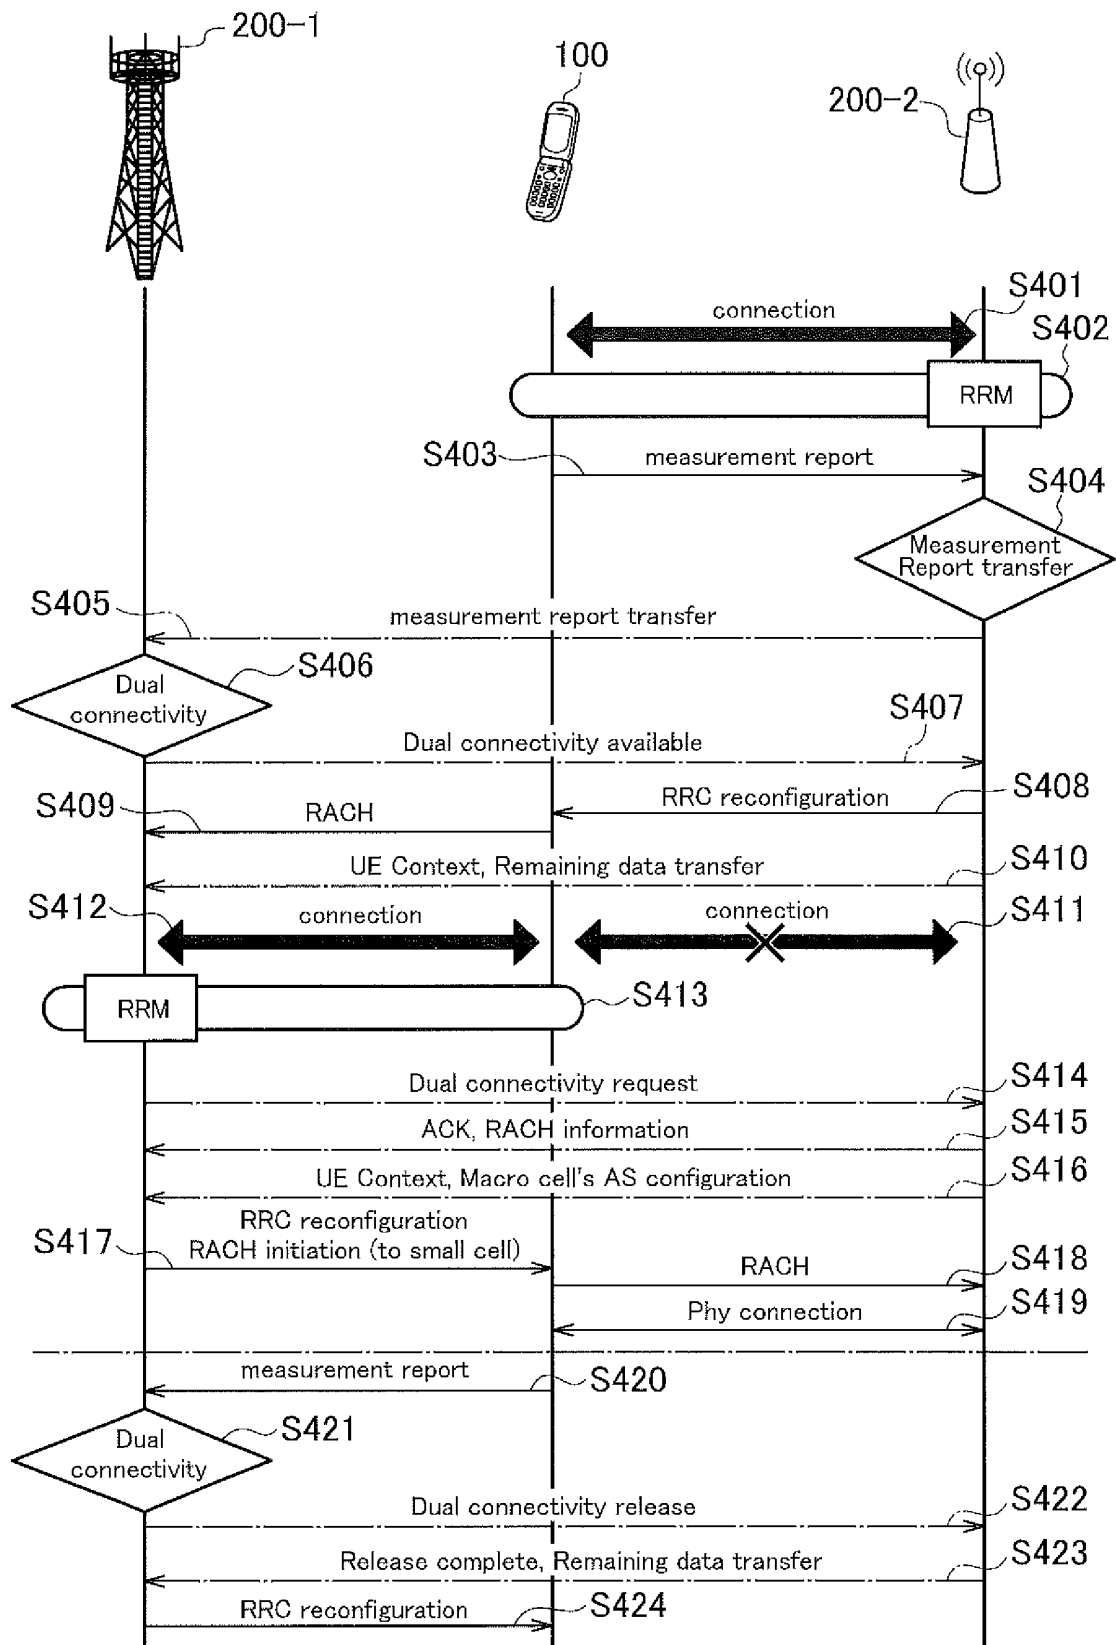 200-1
100
200-2
S401
connection
S402
RRM
S403
measurement report
S404
Measurement
Report transfer
S405
measurement report transfer
S406
Dual
connectivity
S407
Dual connectivity available
S408
RRC reconfiguration
S409
RACH
S410
UE Context, Remaining data transfer
S412
connection
connection
S411
RRM
S413
Dual connectivity request
S414
ACK, RACH information
S415
UE Context, Macro cell's AS configuration
S416
RRC reconfiguration
S417
RACH initiation (to small cell)
RACH
S418
Phy connection
S419
measurement report
S420
Dual
connectivity
S421
Dual connectivity release
S422
Release complete, Remaining data transfer
S423
RRC reconfiguration
S424